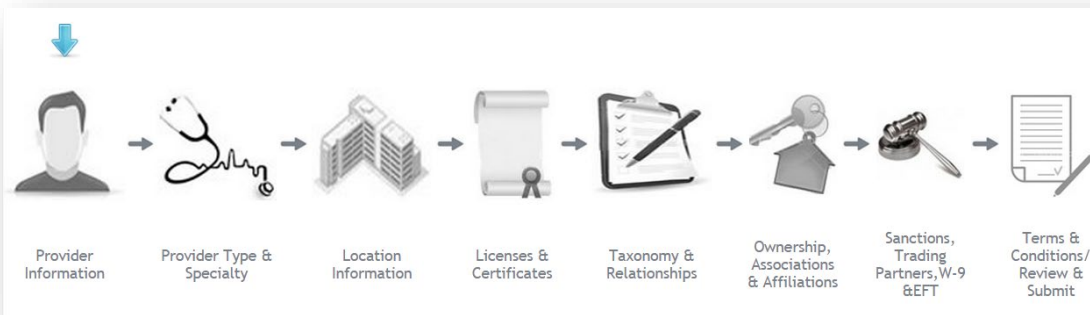 Provider
Information
Provider Type &
Specialty
Location
Information
Licenses &
Certificates
Taxonomy &
Relationships
Ownership,
Associations
& Affiliations
Sanctions,
Trading
Partners,W-9
&EFT
Terms &
Conditions/
Review &
Submit